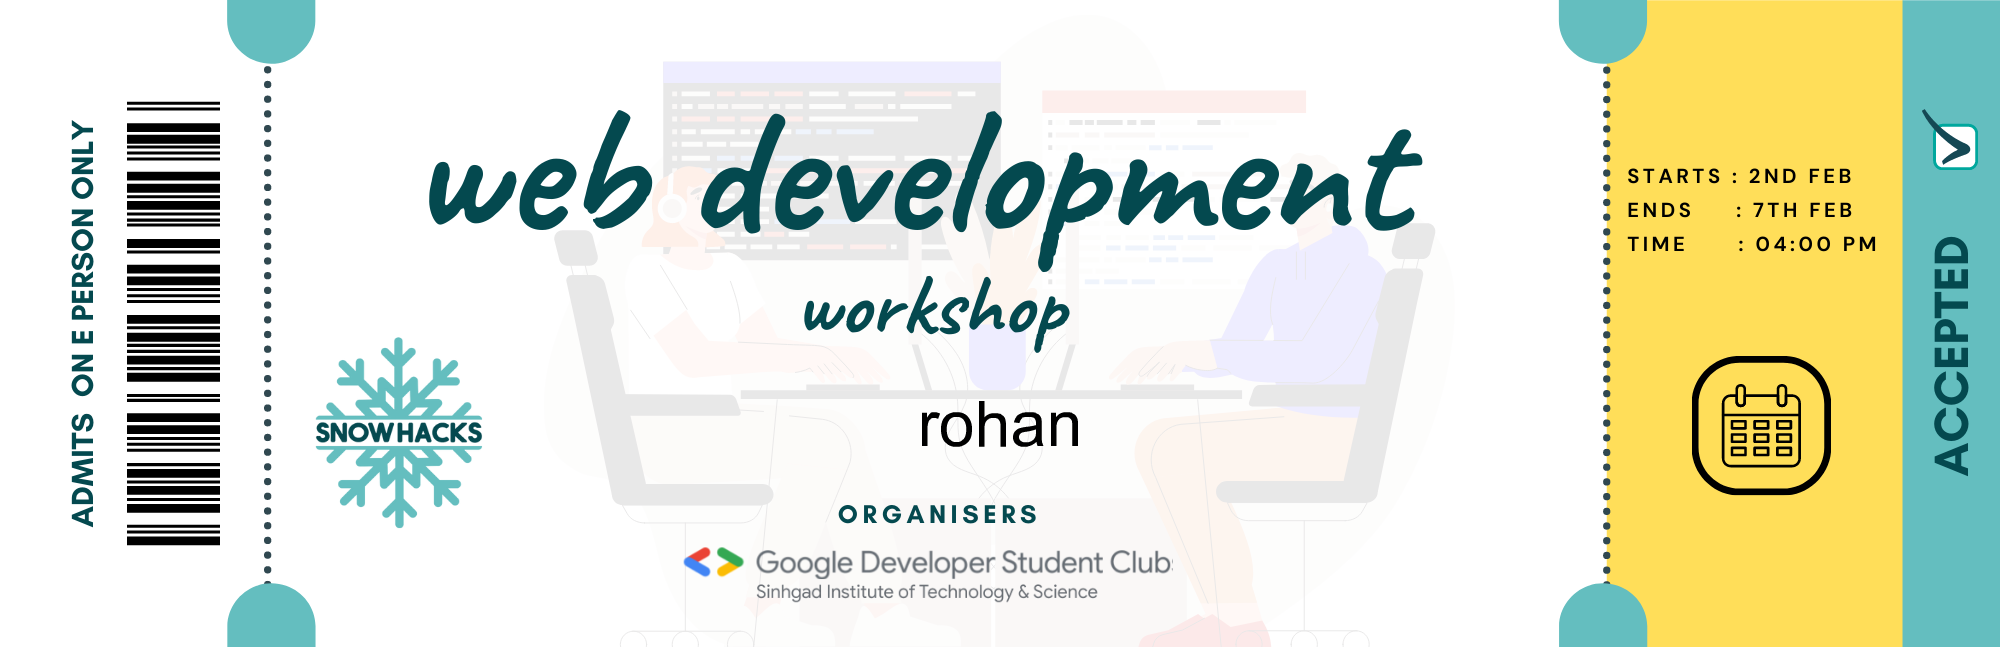 ADMITS ON E PERSON ONLY
SNOWHACKS
web development
workshop
rohan
ORGANISERS
Google Developer Student Club
Sinhgad Institute of Technology & Science
STARTS : 2ND FEB
ENDS : 7TH FEB
TIME : 04:00 PM
ACCEPTED